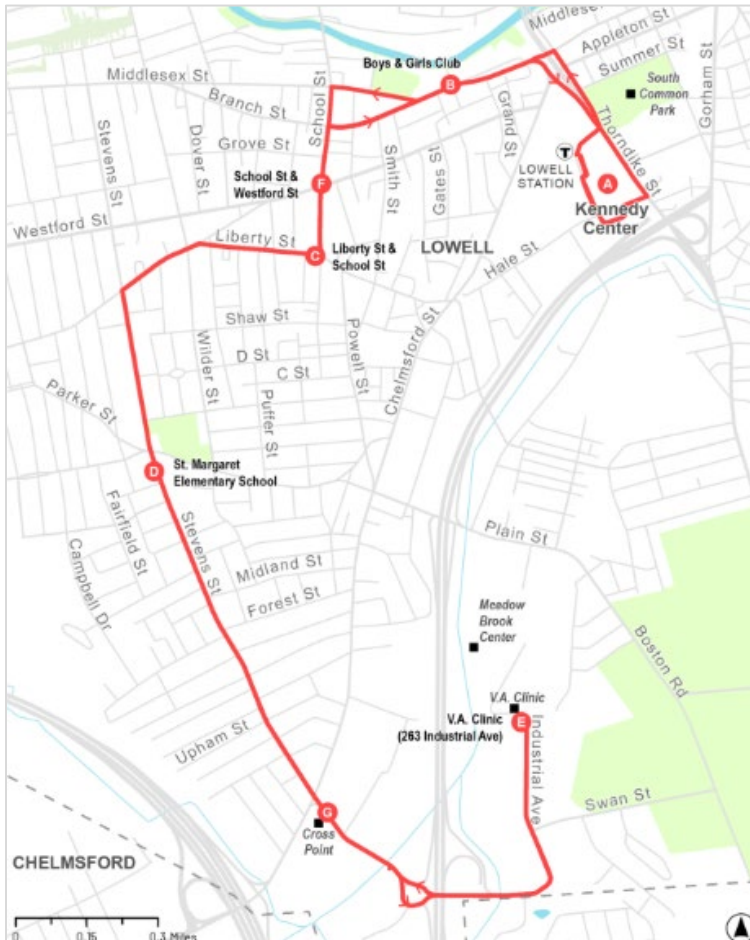 Middlesex St
Appleton St
Summer St
Boys & Girls Club
B
Middlesex St
Branch St
School St
South
Common
Park
Gorham St
Stevens St
Dover St
Grove St
Smith St
Gates St
Grand St
Thorndike St
T
LOWELL
STATION
A
Kennedy
Center
School St &
Westford St
F
Westford St
Liberty St
C
Liberty St &
School St
LOWELL
Hale St
Shaw St
Powell St
Chelmsford St
D St
C St
Wilder St
Puffer St
Parker St
D
St. Margaret
Elementary School
Fairfield St
Stevens St
Campbell Dr
Plain St
Midland St
Forest St
Boston Rd
Meadow
Brook
Center
V.A. Clinic
V.A. Clinic
(263 Industrial Ave)
E
Industrial Ave
Upham St
Swan St
G
Cross
Point
CHELMSFORD
0 0.15 0.3 Miles